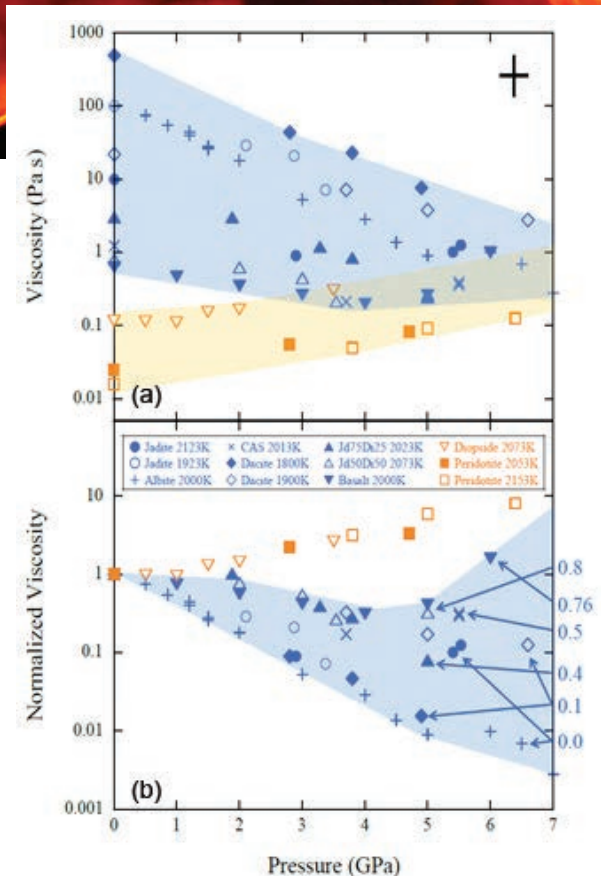 1000
100
10
1
0.1
0.01
Viscosity (Pa s)
(a)
Jadite 2123K
CAS 2013K
Jd75Di25 2023K
Diopside 2073K
Jadite 1923K
Dacite 1800K
Jd50Di50 2073K
Peridotite 2053K
Albite 2000K
Dacite 1900K
Basalt 2000K
Peridotite 2153K
10
1
0.1
0.01
0.001
Normalized Viscosity
0.8
0.76
0.5
0.4
0.1
0.0
(b)
0 1 2 3 4 5 6 7
Pressure (GPa)